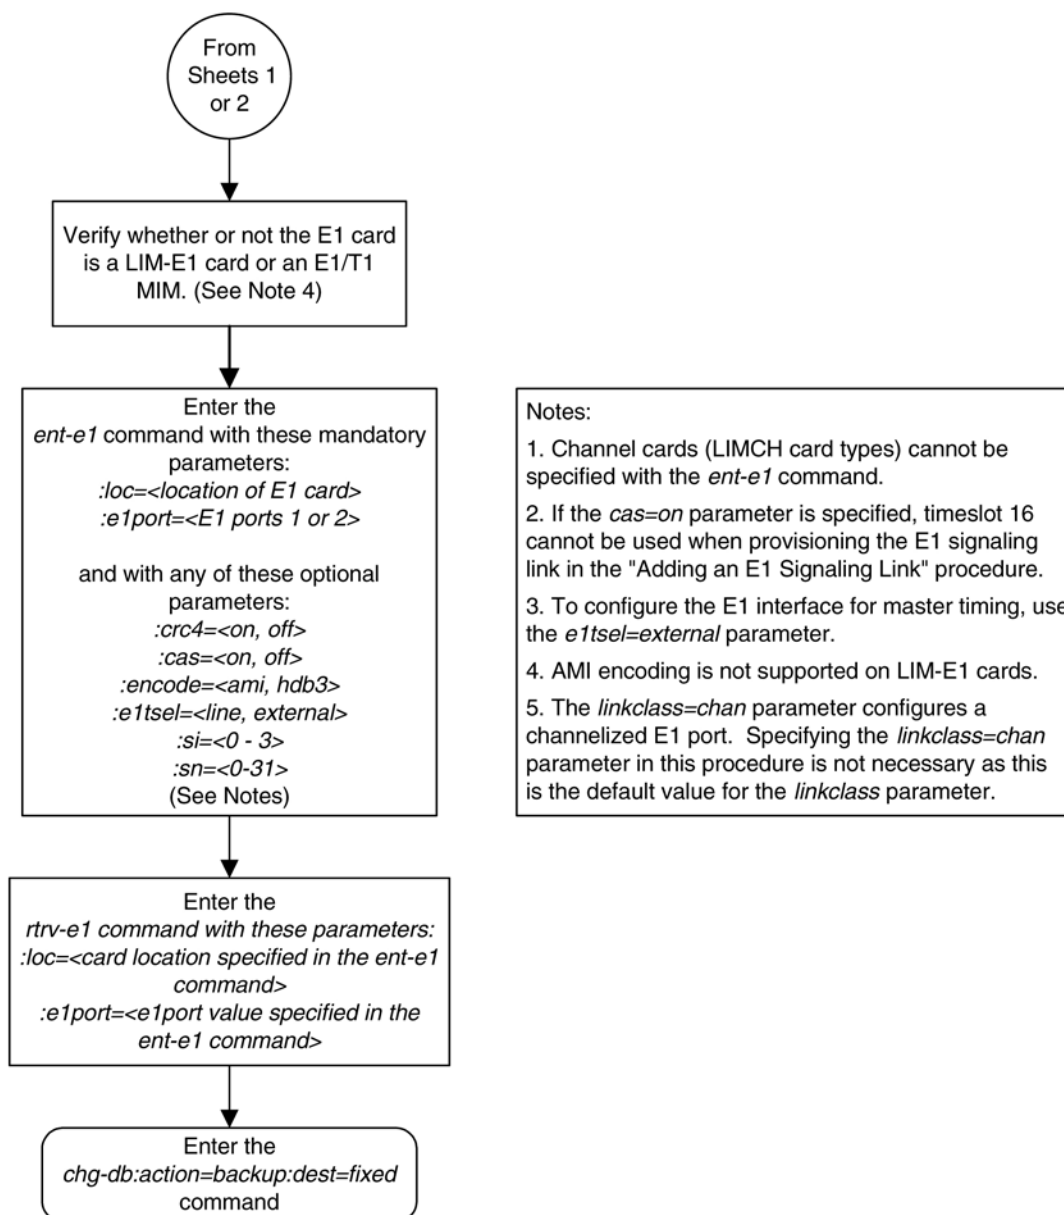 From
Sheets 1
or 2
Verify whether or not the E1 card
is a LIM-E1 card or an E1/T1
MIM. (See Note 4)
Enter the
ent-e1 command with these mandatory
parameters:
:loc=<location of E1 card>
:e1port=<E1 ports 1 or 2>
and with any of these optional
parameters:
:crc4=<on, off>
:cas=<on, off>
:encode=<ami, hdb3>
:e1tsel=<line, external>
:si=<0 - 3>
:sn=<0-31>
(See Notes)
Notes:
1. Channel cards (LIMCH card types) cannot be
specified with the ent-e1 command.
2. If the cas=on parameter is specified, timeslot 16
cannot be used when provisioning the E1 signaling
link in the "Adding an E1 Signaling Link" procedure.
3. To configure the E1 interface for master timing, use
the e1tsel=external parameter.
4. AMI encoding is not supported on LIM-E1 cards.
5. The linkclass=chan parameter configures a
channelized E1 port.  Specifying the linkclass=chan
parameter in this procedure is not necessary as this
is the default value for the linkclass parameter.
Enter the
rtrv-e1 command with these parameters:
:loc=<card location specified in the ent-e1
command>
:e1port=<e1port value specified in the
ent-e1 command>
Enter the
chg-db:action=backup:dest=fixed
command